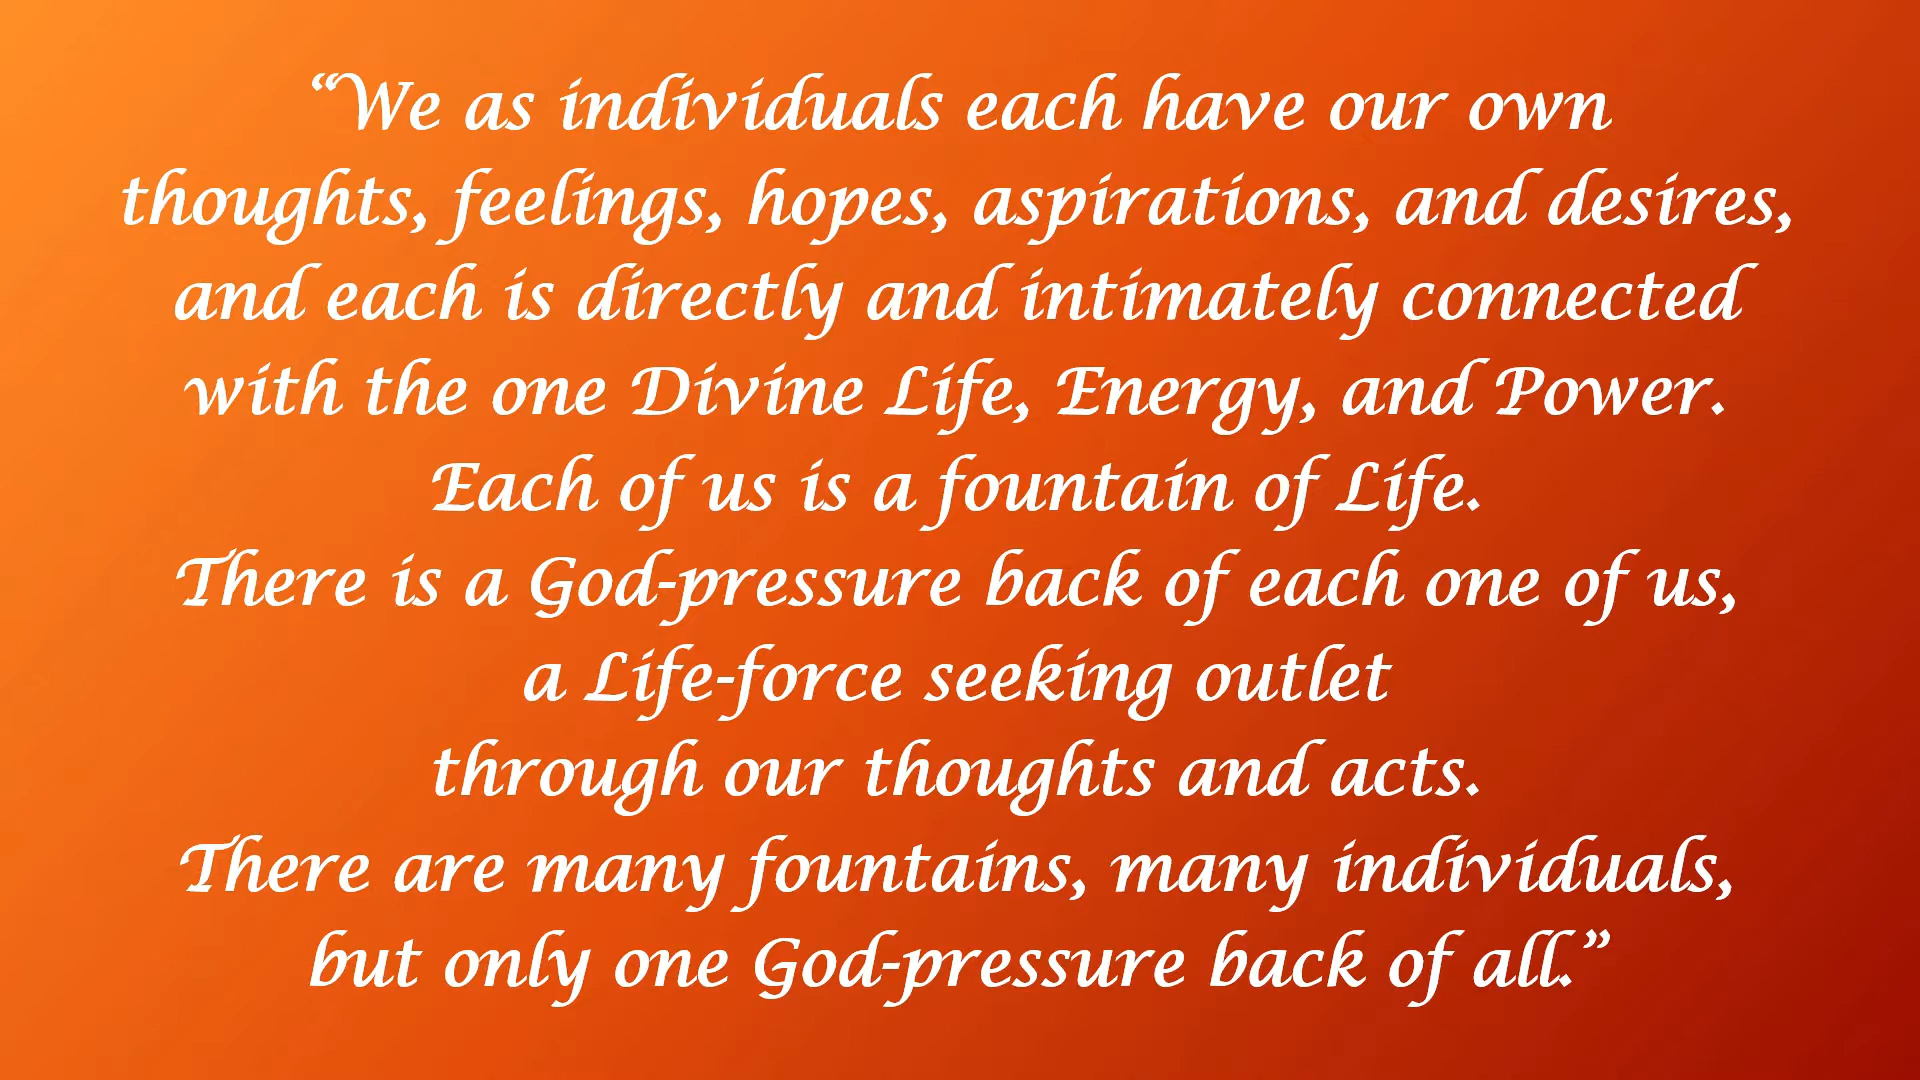 “We as individuals each have our own
thoughts, feelings, hopes, aspirations, and desires,
and each is directly and intimately connected
with the one Divine Life, Energy, and Power.
Each of us is a fountain of Life.
There is a God-pressure back of each one of us,
a Life-force seeking outlet
through our thoughts and acts.
There are many fountains, many individuals,
but only one God-pressure back of all.”